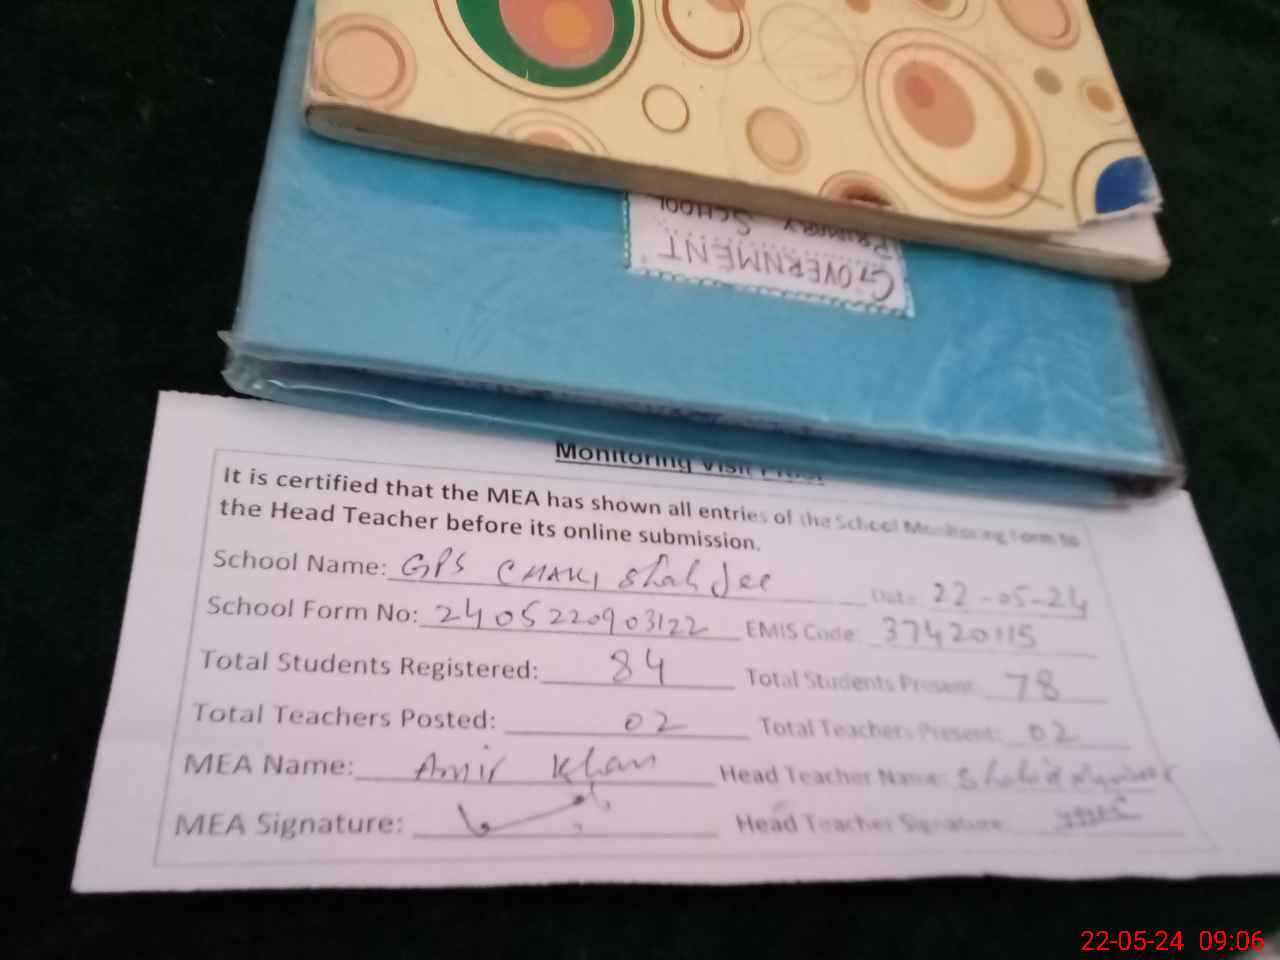 GOVERNMENT
PRIMARY SCHOOL
Monitoring Visit Proof
It is certified that the MEA has shown all entries of the School Monitoring Form to
the Head Teacher before its online submission.
School Name: GPS CHAKI Shah Jee Date: 22-05-24
School Form No: 2405220903122 EMIS Code: 37420115
Total Students Registered: 84 Total Students Present: 78
Total Teachers Posted: 02 Total Teachers Present: 02
MEA Name: Amir Khan Head Teacher Name: Shahid
MEA Signature: Head Teacher Signature:
22-05-24 09:06